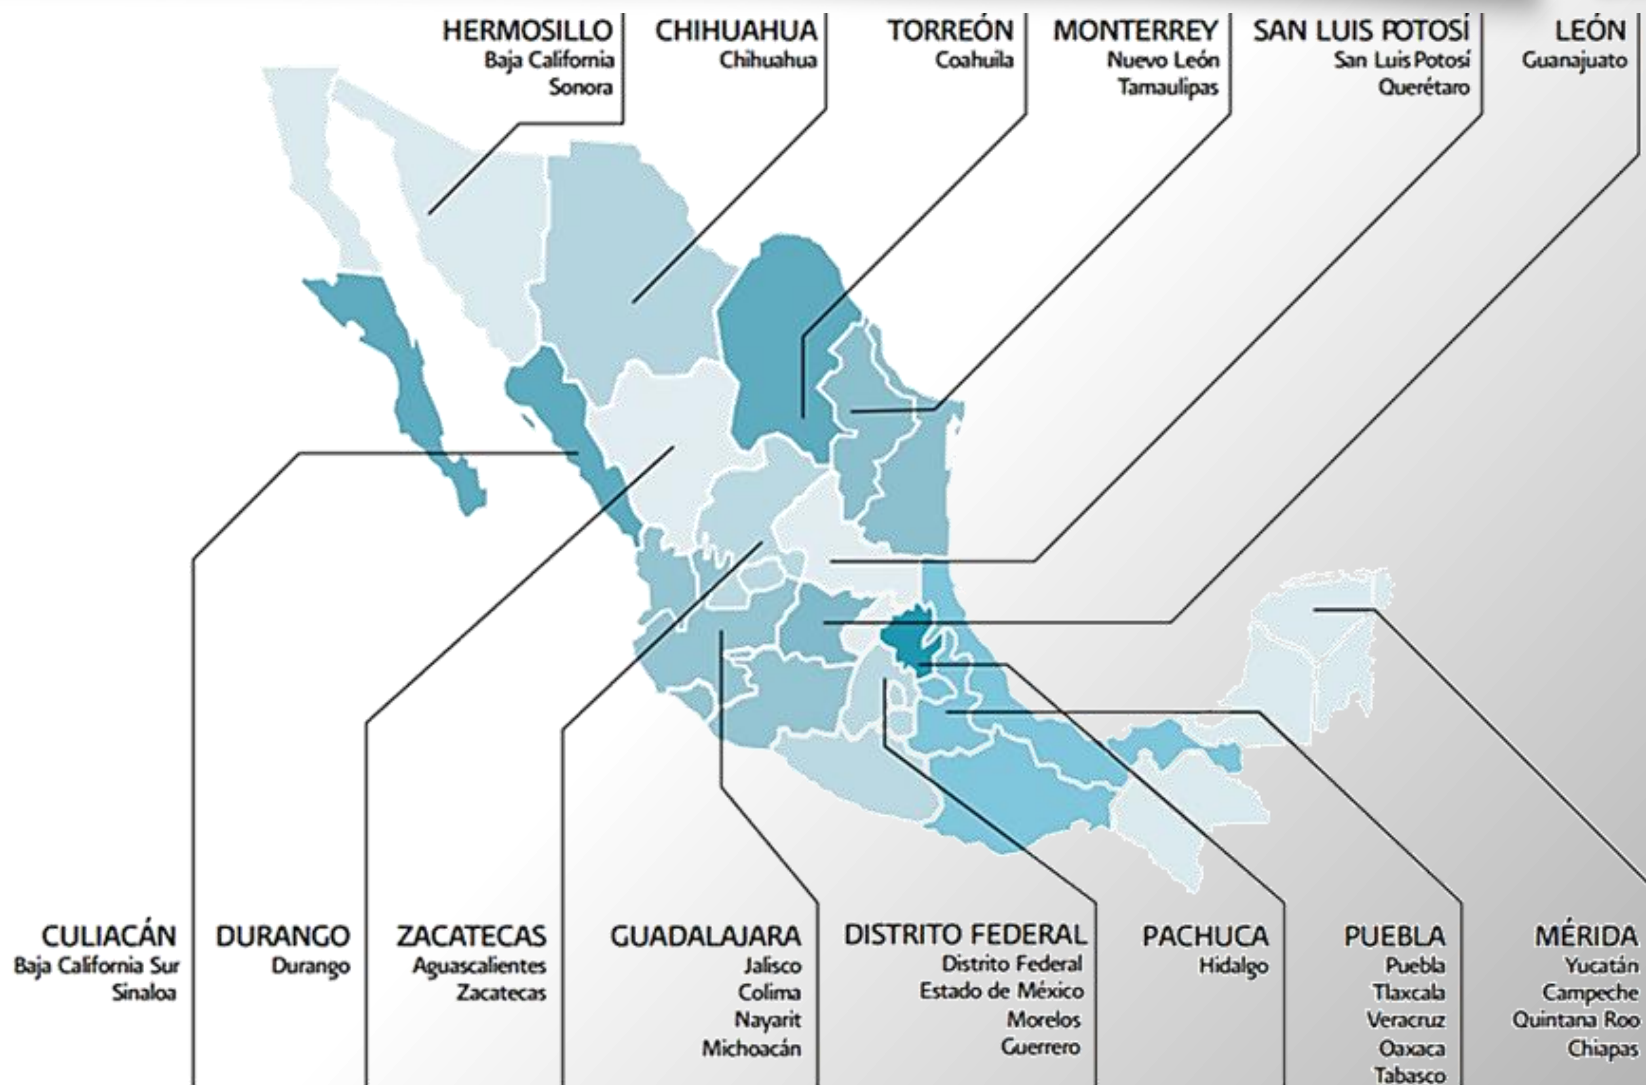 HERMOSILLO
Baja California
Sonora
CHIHUAHUA
Chihuahua
TORREÓN
Coahuila
MONTERREY
Nuevo León
Tamaulipas
SAN LUIS POTOSÍ
San Luis Potosí
Querétaro
LEÓN
Guanajuato
CULIACÁN
Baja California Sur
Sinaloa
DURANGO
Durango
ZACATECAS
Aguascalientes
Zacatecas
GUADALAJARA
Jalisco
Colima
Nayarit
Michoacán
DISTRITO FEDERAL
Distrito Federal
Estado de México
Morelos
Guerrero
PACHUCA
Hidalgo
PUEBLA
Puebla
Tlaxcala
Veracruz
Oaxaca
Tabasco
MÉRIDA
Yucatán
Campeche
Quintana Roo
Chiapas